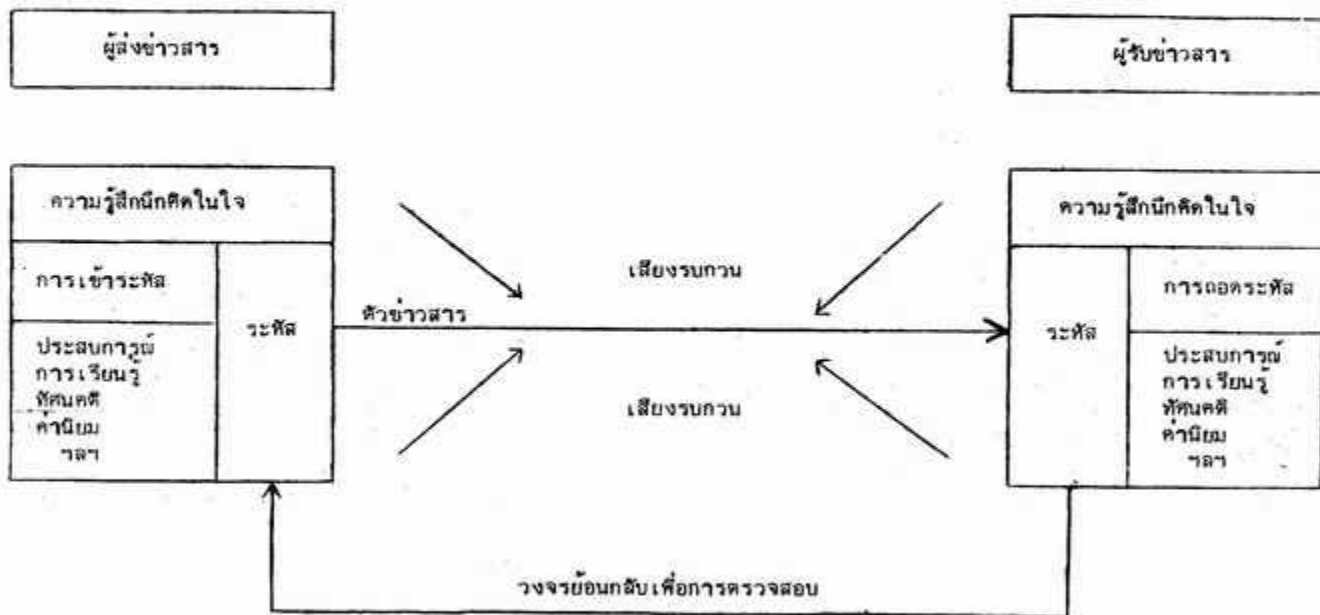 ผู้ส่งข่าวสาร
ผู้รับข่าวสาร
ความรู้สึกนึกคิดในใจ
การเข้าระหัส
ระหัส
ประสบการณ์
การเรียนรู้
ทัศนคติ
ค่านิยม
ฯลฯ
ตัวข่าวสาร
เสียงรบกวน
เสียงรบกวน
ความรู้สึกนึกคิดในใจ
ระหัส
การถอดระหัส
ประสบการณ์
การเรียนรู้
ทัศนคติ
ค่านิยม
ฯลฯ
วงจรย้อนกลับเพื่อการตรวจสอบ